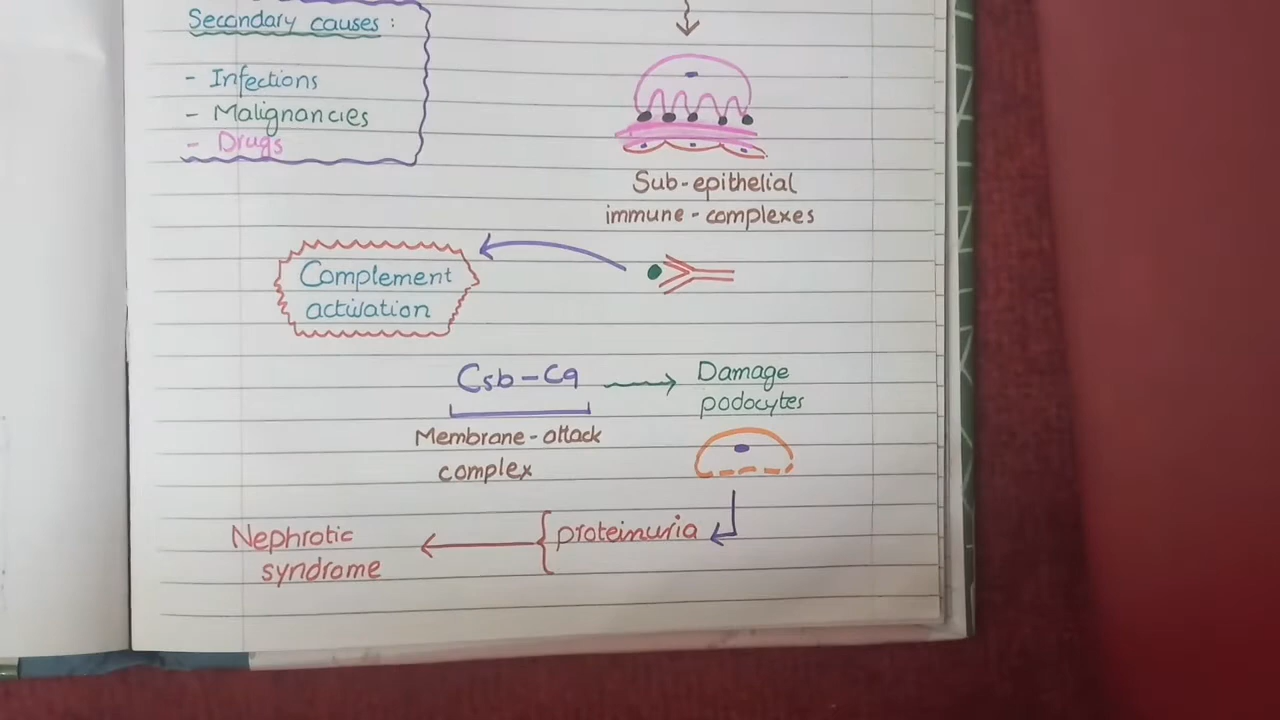 Secondary causes :
- Infections
- Malignancies
- Drugs
Sub-epithelial
immune-complexes
Complement
activation
C5b-C9
Damage
podocytes
Membrane-attack
complex
proteinuria
Nephrotic
syndrome